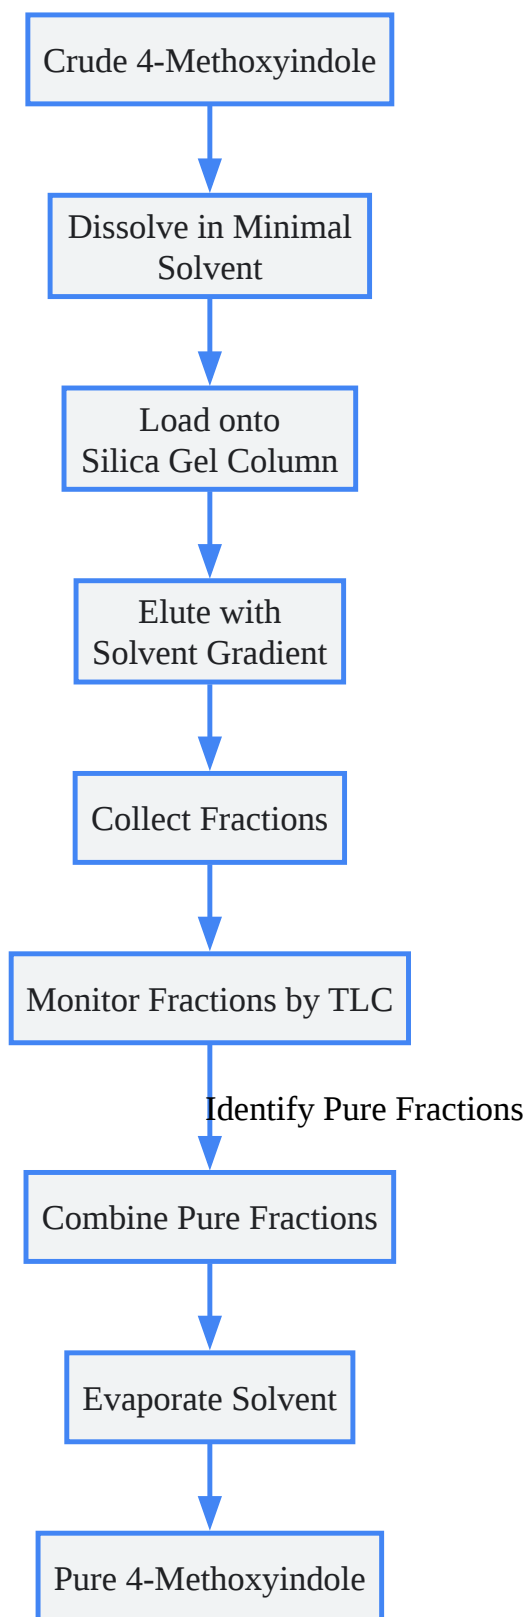 Crude 4-Methoxyindole
Dissolve in Minimal
Solvent
Load onto
Silica Gel Column
Elute with
Solvent Gradient
Collect Fractions
Monitor Fractions by TLC
Identify Pure Fractions
Combine Pure Fractions
Evaporate Solvent
Pure 4-Methoxyindole